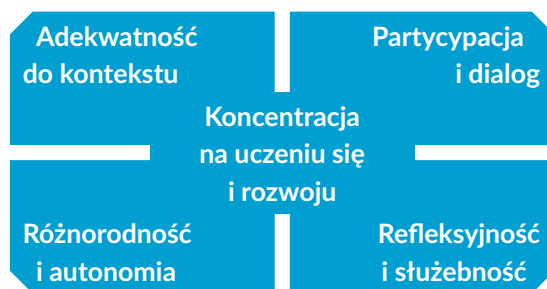 Adekwatność
do kontekstu
Partycypacja
i dialog
Koncentracja
na uczeniu się
i rozwoju
Różnorodność
i autonomia
Refleksyjność
i służebność